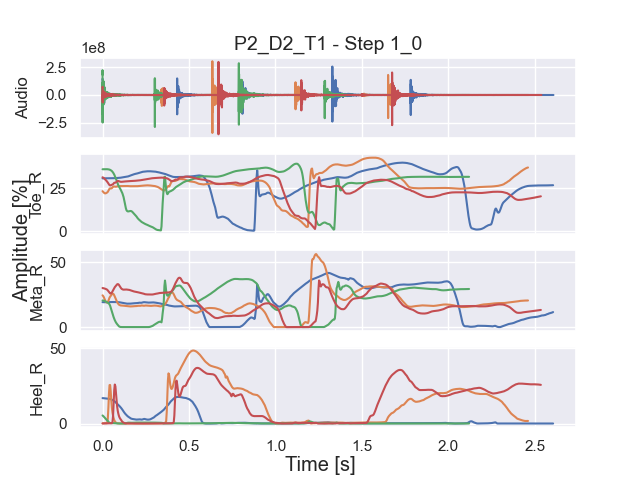 P2_D2_T1 - Step 1_0
1e8
2.5
0.0
−2.5
Audio
25
0
Toe_R
Amplitude [%]
50
0
Meta_R
50
0
Heel_R
0.0 0.5 1.0 1.5 2.0 2.5
Time [s]